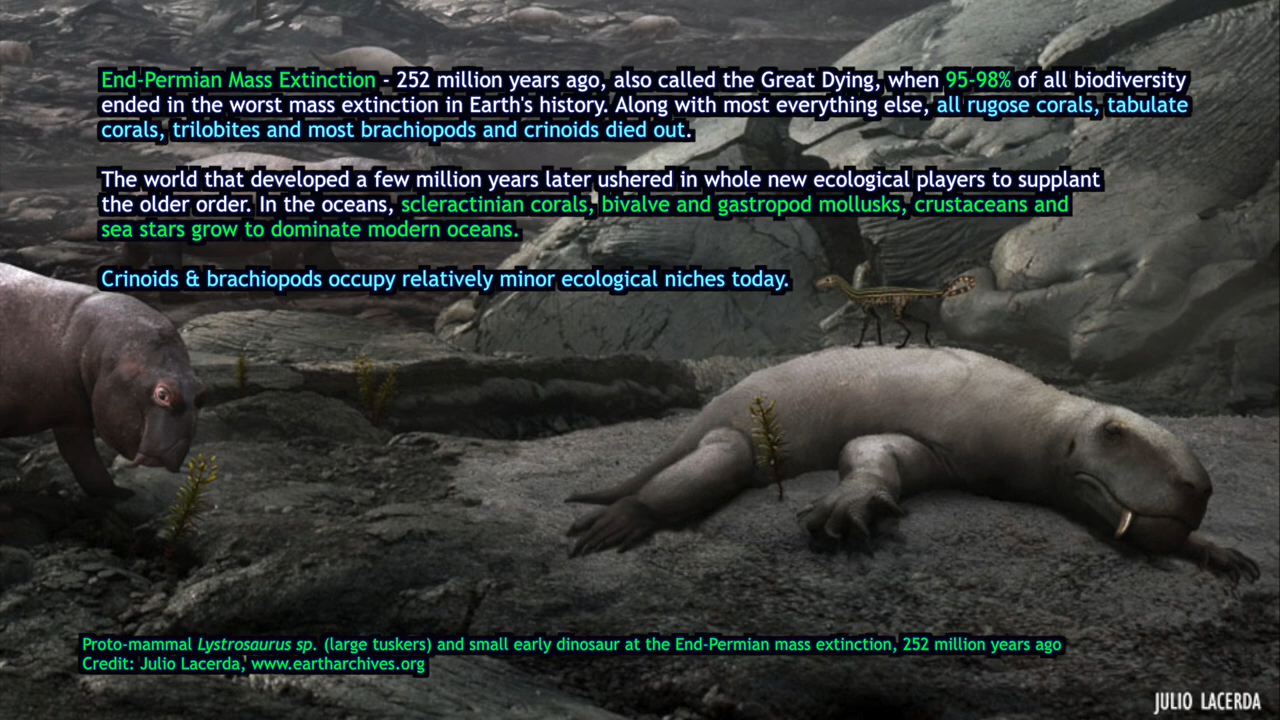 End-Permian Mass Extinction - 252 million years ago, also called the Great Dying, when 95-98% of all biodiversity
ended in the worst mass extinction in Earth's history. Along with most everything else, all rugose corals, tabulate
corals, trilobites and most brachiopods and crinoids died out.
The world that developed a few million years later ushered in whole new ecological players to supplant
the older order. In the oceans, scleractinian corals, bivalve and gastropod mollusks, crustaceans and
sea stars grow to dominate modern oceans.
Crinoids & brachiopods occupy relatively minor ecological niches today.
Proto-mammal Lystrosaurus sp. (large tuskers) and small early dinosaur at the End-Permian mass extinction, 252 million years ago
Credit: Julio Lacerda, www.eartharchives.org
JULIO LACERDA